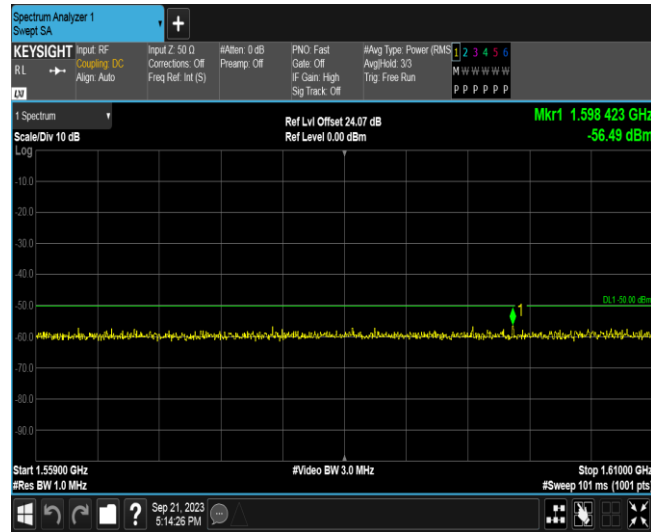 Spectrum Analyzer 1
Swept SA
+
KEYSIGHT
RL
LXI
Input: RF
Coupling: DC
Align: Auto
Input Z: 50 Ω
Corrections: Off
Freq Ref: Int (S)
#Atten: 0 dB
Preamp: Off
PNO: Fast
Gate: Off
IF Gain: High
Sig Track: Off
#Avg Type: Power (RMS
Avg|Hold: 3/3
Trig: Free Run
1 2 3 4 5 6
M W W W W W
P P P P P P
1 Spectrum
Scale/Div 10 dB
Log
Ref Lvl Offset 24.07 dB
Ref Level 0.00 dBm
Mkr1 1.598 423 GHz
-56.49 dBm
-10.0
-20.0
-30.0
-40.0
-50.0
-60.0
-70.0
-80.0
-90.0
DL1 -50.00 dBm
1
Start 1.55900 GHz
#Res BW 1.0 MHz
#Video BW 3.0 MHz
Stop 1.61000 GHz
#Sweep 101 ms (1001 pts)
?
Sep 21, 2023
5:14:26 PM